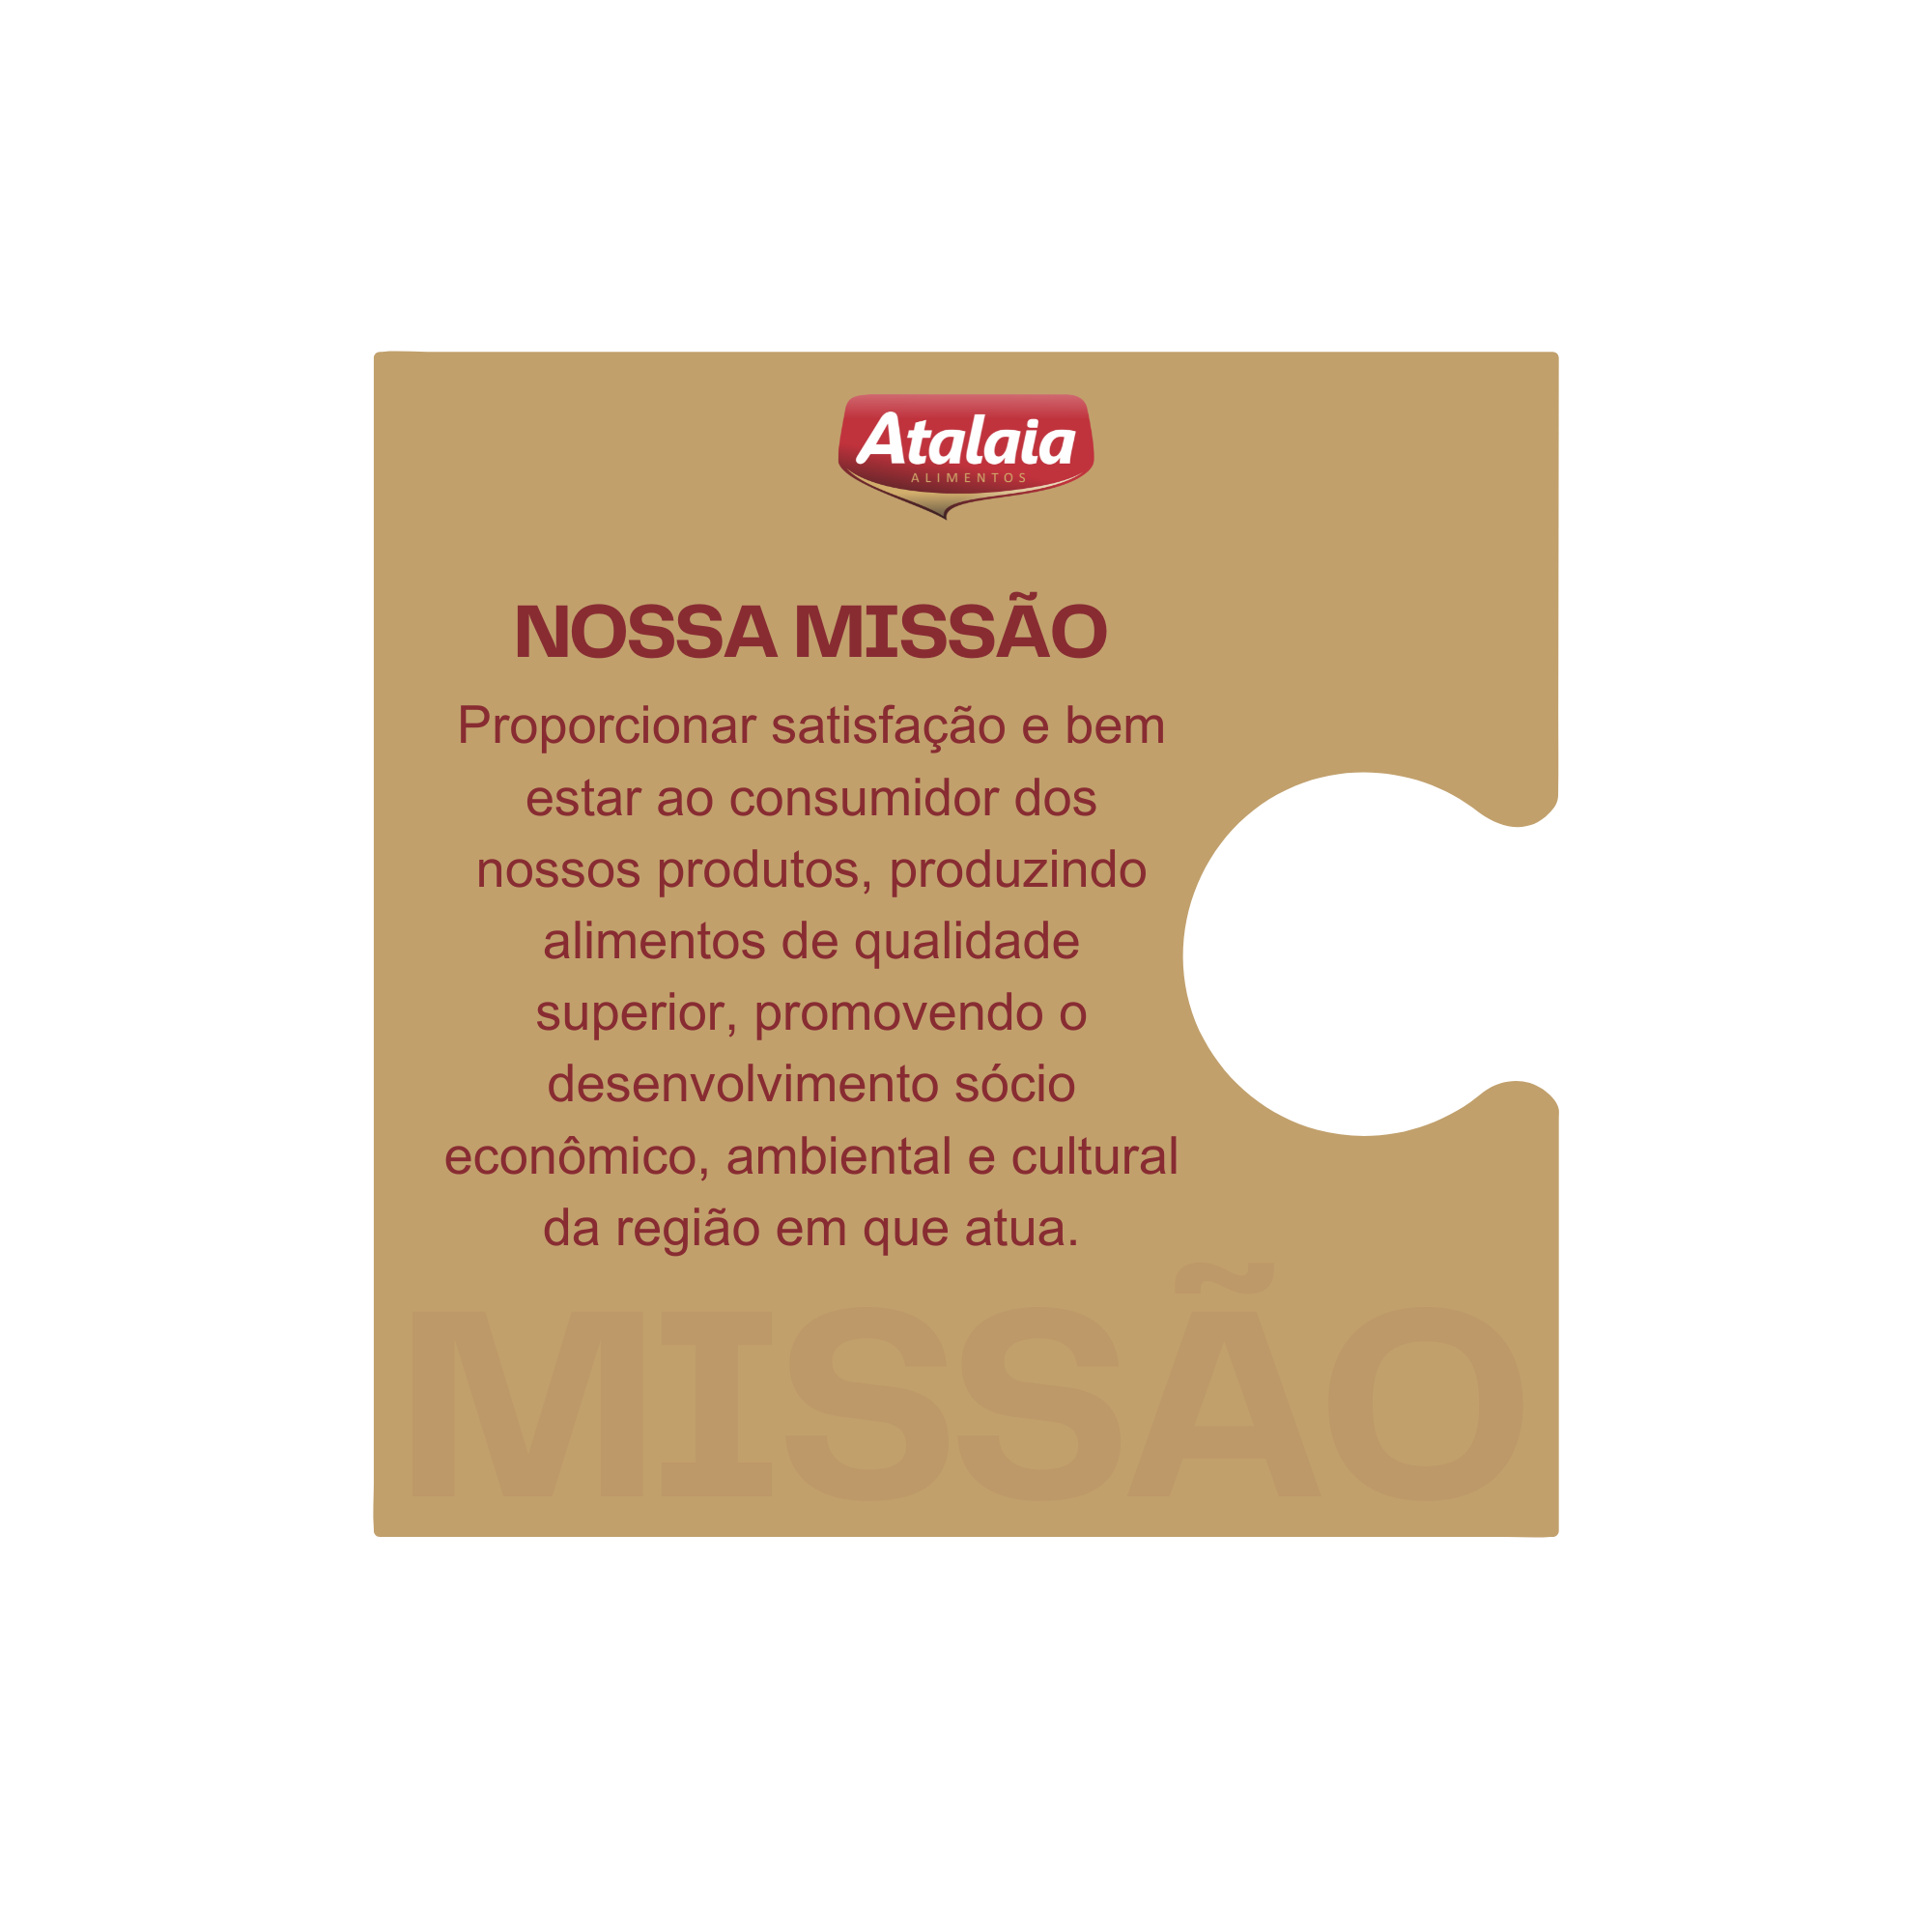 Atalaia
ALIMENTOS
NOSSA MISSÃO
Proporcionar satisfação e bem
estar ao consumidor dos
nossos produtos, produzindo
alimentos de qualidade
superior, promovendo o
desenvolvimento sócio
econômico, ambiental e cultural
da região em que atua.
MISSÃO